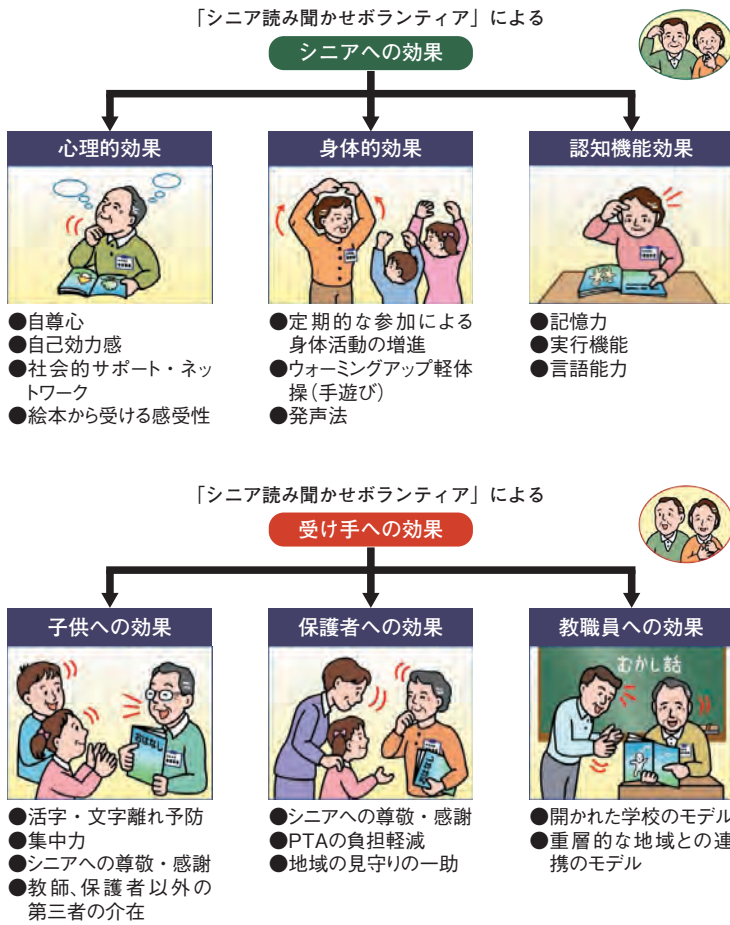 「シニア読み聞かせボランティア」による
シニアへの効果
心理的効果
●自尊心
●自己効力感
●社会的サポート・ネッ
トワーク
●絵本から受ける感受性
身体的効果
●定期的な参加による
身体活動の増進
●ウォーミングアップ軽体
操(手遊び)
●発声法
認知機能効果
●記憶力
●実行機能
●言語能力
「シニア読み聞かせボランティア」による
受け手への効果
子供への効果
おはなし
●活字・文字離れ予防
●集中力
●シニアへの尊敬・感謝
●教師、保護者以外の
第三者の介在
保護者への効果
おはなし
●シニアへの尊敬・感謝
●PTAの負担軽減
●地域の見守りの一助
教職員への効果
むかし話
●開かれた学校のモデル
●重層的な地域との連
携のモデル